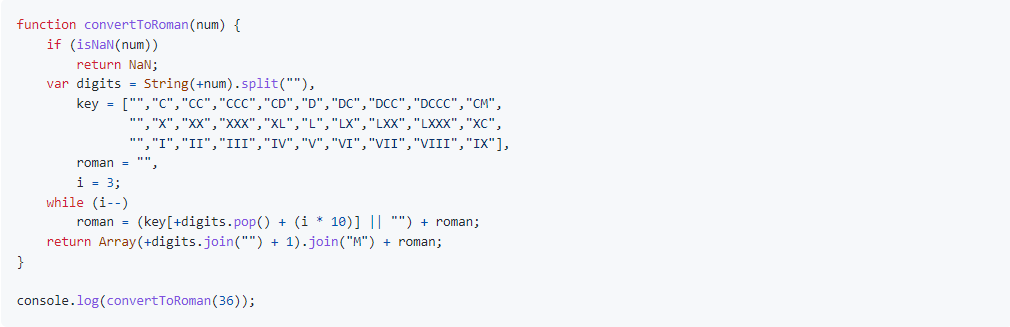 function convertToRoman(num) {
    if (isNaN(num))
        return NaN;
    var digits = String(+num).split(""),
        key = ["","C","CC","CCC","CD","D","DC","DCC","DCCC","CM",
               "","X","XX","XXX","XL","L","LX","LXX","LXXX","XC",
               "","I","II","III","IV","V","VI","VII","VIII","IX"],
        roman = "",
        i = 3;
    while (i--)
        roman = (key[+digits.pop() + (i * 10)] || "") + roman;
    return Array(+digits.join("") + 1).join("M") + roman;
}

console.log(convertToRoman(36));